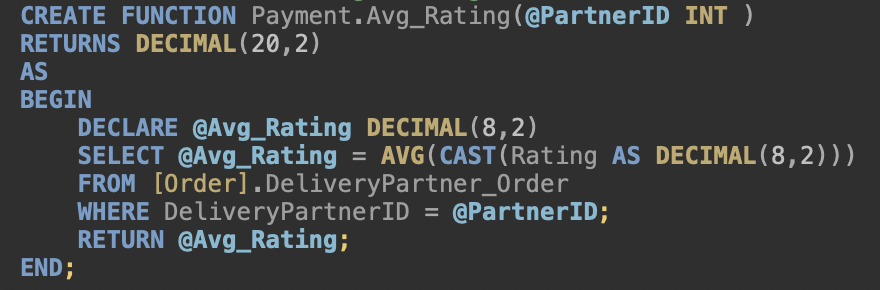 CREATE FUNCTION Payment.Avg_Rating(@PartnerID INT )
RETURNS DECIMAL(20,2)
AS
BEGIN
    DECLARE @Avg_Rating DECIMAL(8,2)
    SELECT @Avg_Rating = AVG(CAST(Rating AS DECIMAL(8,2)))
    FROM [Order].DeliveryPartner_Order
    WHERE DeliveryPartnerID = @PartnerID;
    RETURN @Avg_Rating;
END;